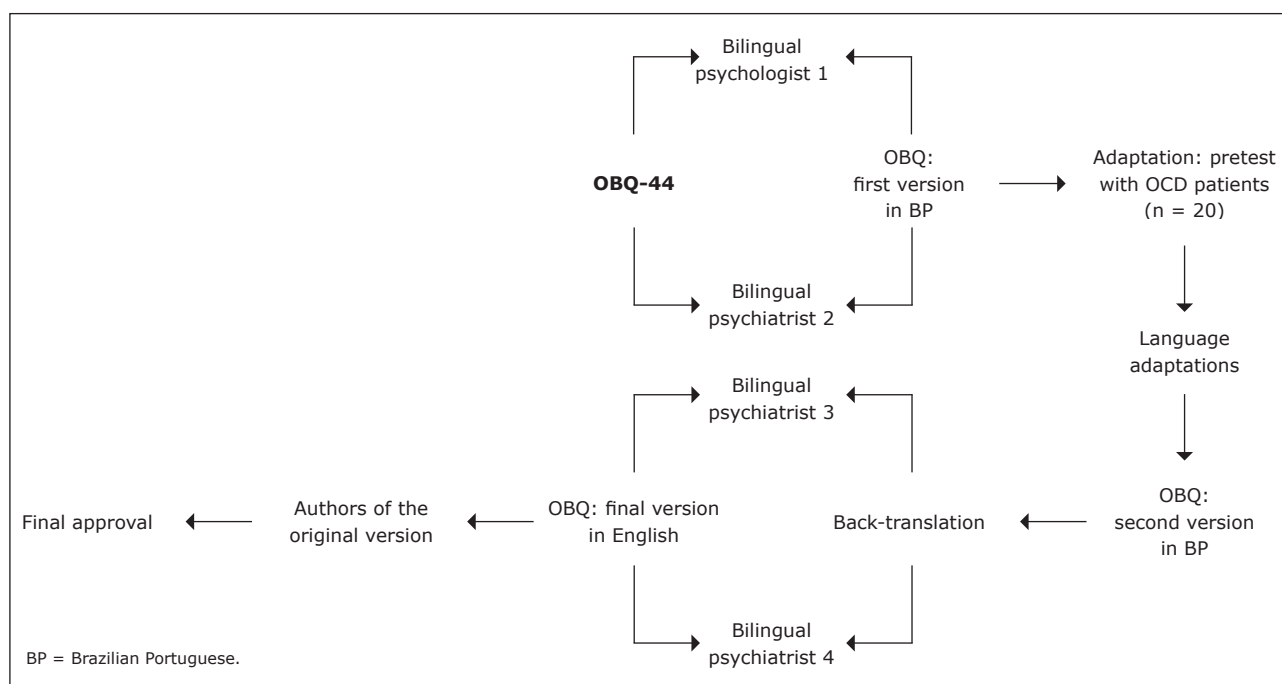 Bilingual
psychologist 1
OBQ-44
OBQ:
first version
in BP
Adaptation: pretest
with OCD patients
(n = 20)
Bilingual
psychiatrist 2
Language
adaptations
Bilingual
psychiatrist 3
OBQ:
second version
in BP
Back-translation
OBQ: final version
in English
Authors of the
original version
Final approval
Bilingual
psychiatrist 4
BP = Brazilian Portuguese.